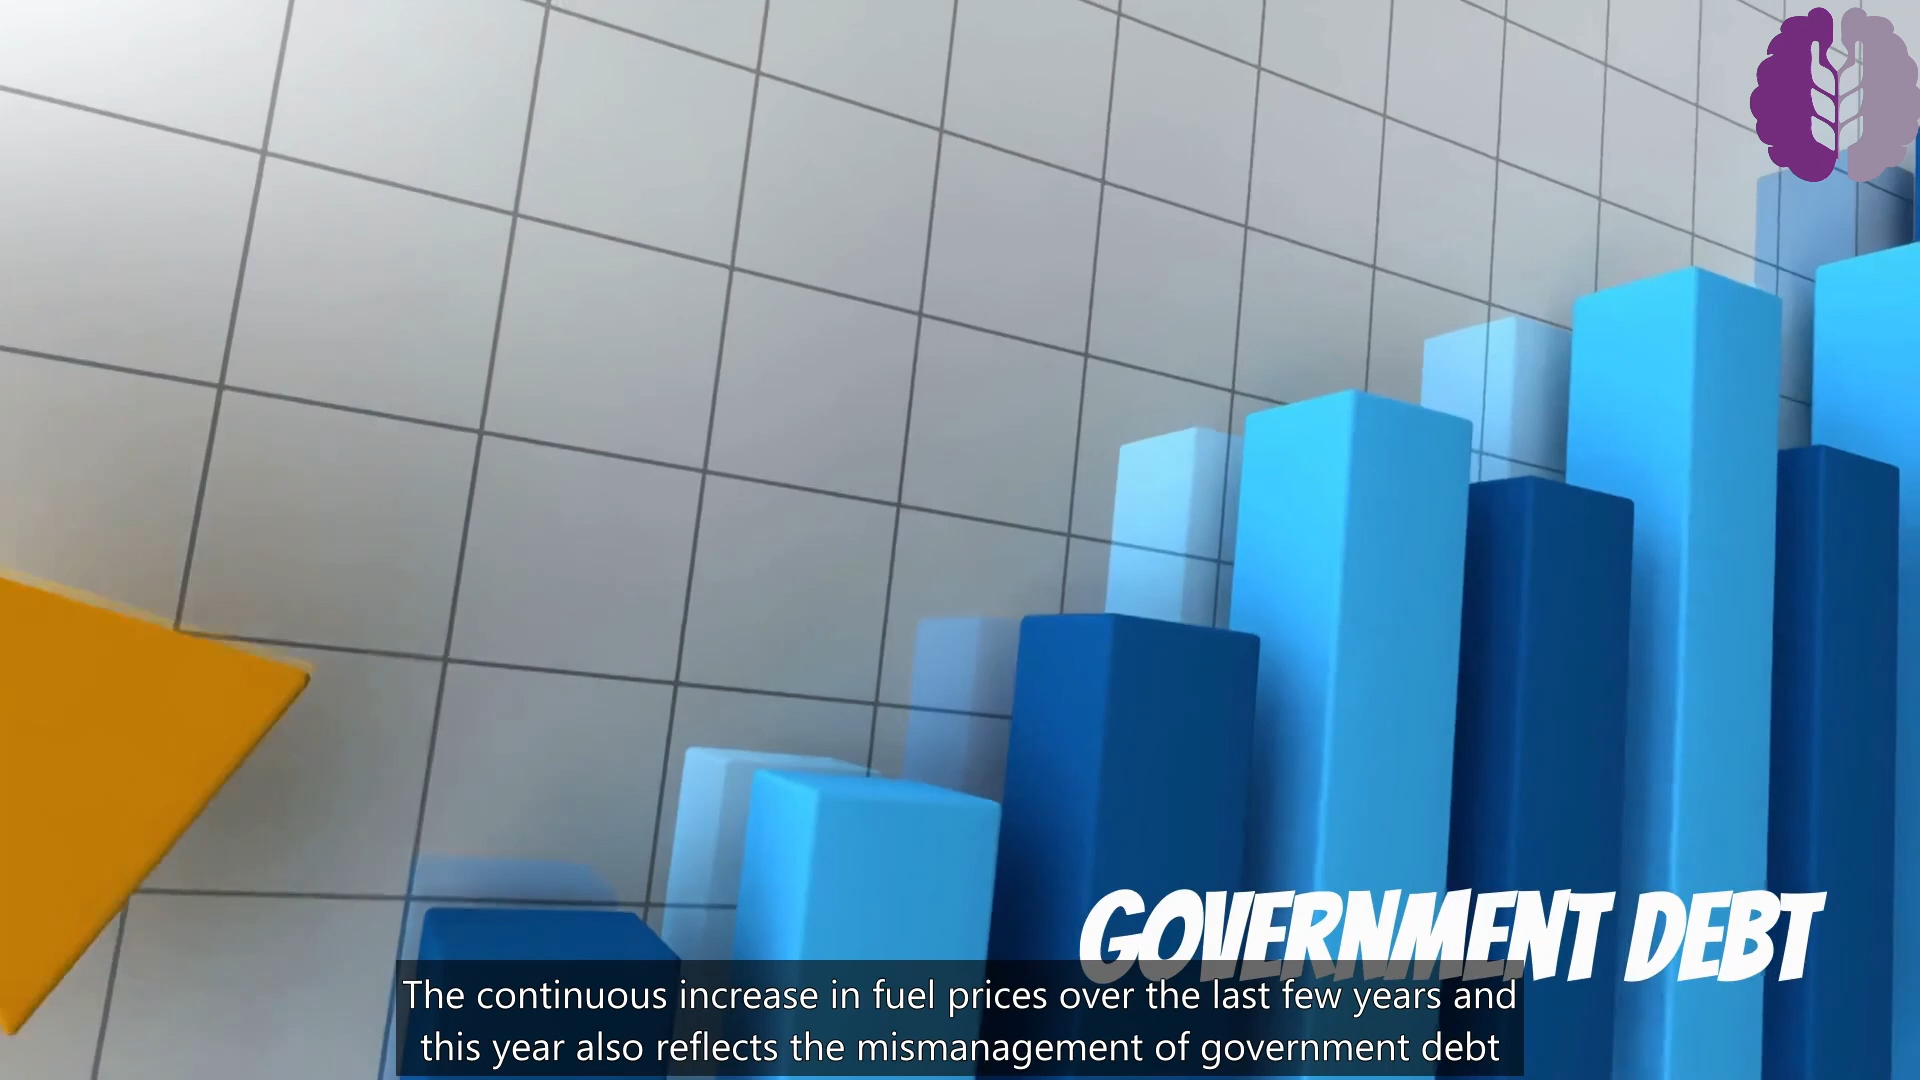 GOVERNMENT DEBT
The continuous increase in fuel prices over the last few years and
this year also reflects the mismanagement of government debt